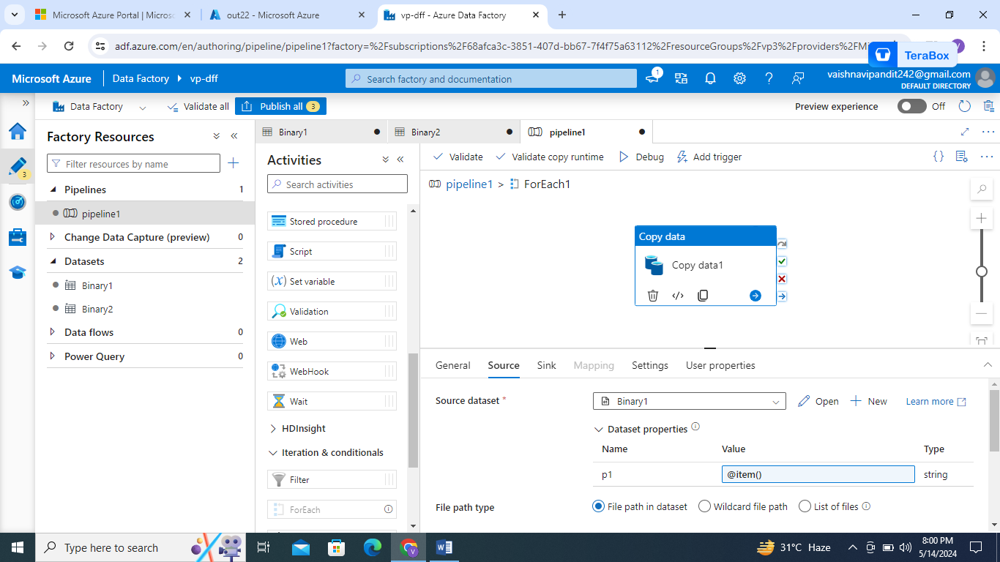 Microsoft Azure Portal | Micros
out22 - Microsoft Azure
vp-dff - Azure Data Factory
adf.azure.com/en/authoring/pipeline/pipeline1?factory=%2Fsubscriptions%2F68afca3c-3851-407d-bb67-7f4f75a63112%2FresourceGroups%2Fvp3%2Fproviders%2FMi
V
TeraBox
Microsoft Azure
Data Factory
vp-dff
Search factory and documentation
1
vaishnavipandit242@gmail.com
DEFAULT DIRECTORY
Data Factory
Validate all
Publish all 3
Preview experience
Off
Factory Resources
Filter resources by name
3
Pipelines 1
pipeline1
Change Data Capture (preview) 0
Datasets 2
Binary1
Binary2
Data flows 0
Power Query 0
Binary1
Binary2
pipeline1
Activities
Search activities
Stored procedure
Script
(x) Set variable
Validation
Web
WebHook
Wait
HDInsight
Iteration & conditionals
Filter
ForEach
Validate
Validate copy runtime
Debug
Add trigger
{}
pipeline1 > ForEach1
Copy data
Copy data1
General
Source
Sink
Mapping
Settings
User properties
Source dataset *
Binary1
Open
New
Learn more
Dataset properties
Name
Value
Type
p1
@item()
string
File path type
File path in dataset
Wildcard file path
List of files
Type here to search
V
31°C Haze
8:00 PM
5/14/2024